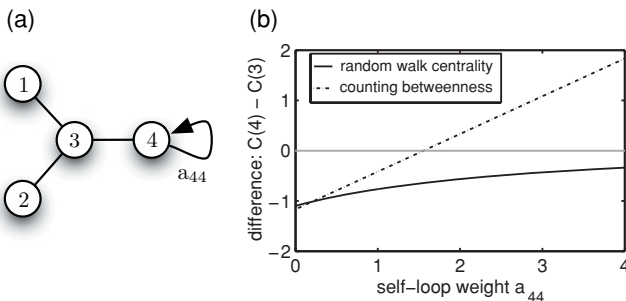 (a)
1
2
3
4
a44
(b)
difference: C(4) − C(3)
2
1
0
−1
−2
random walk centrality
counting betweenness
0
1
2
3
4
self-loop weight a44